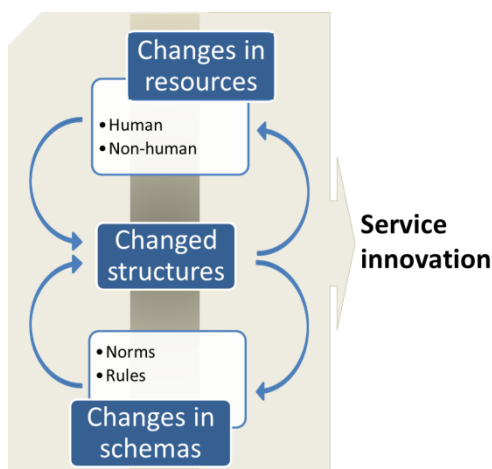 Changes in
resources
• Human
• Non-human
Changed
structures
Service
innovation
• Norms
• Rules
Changes in
schemas